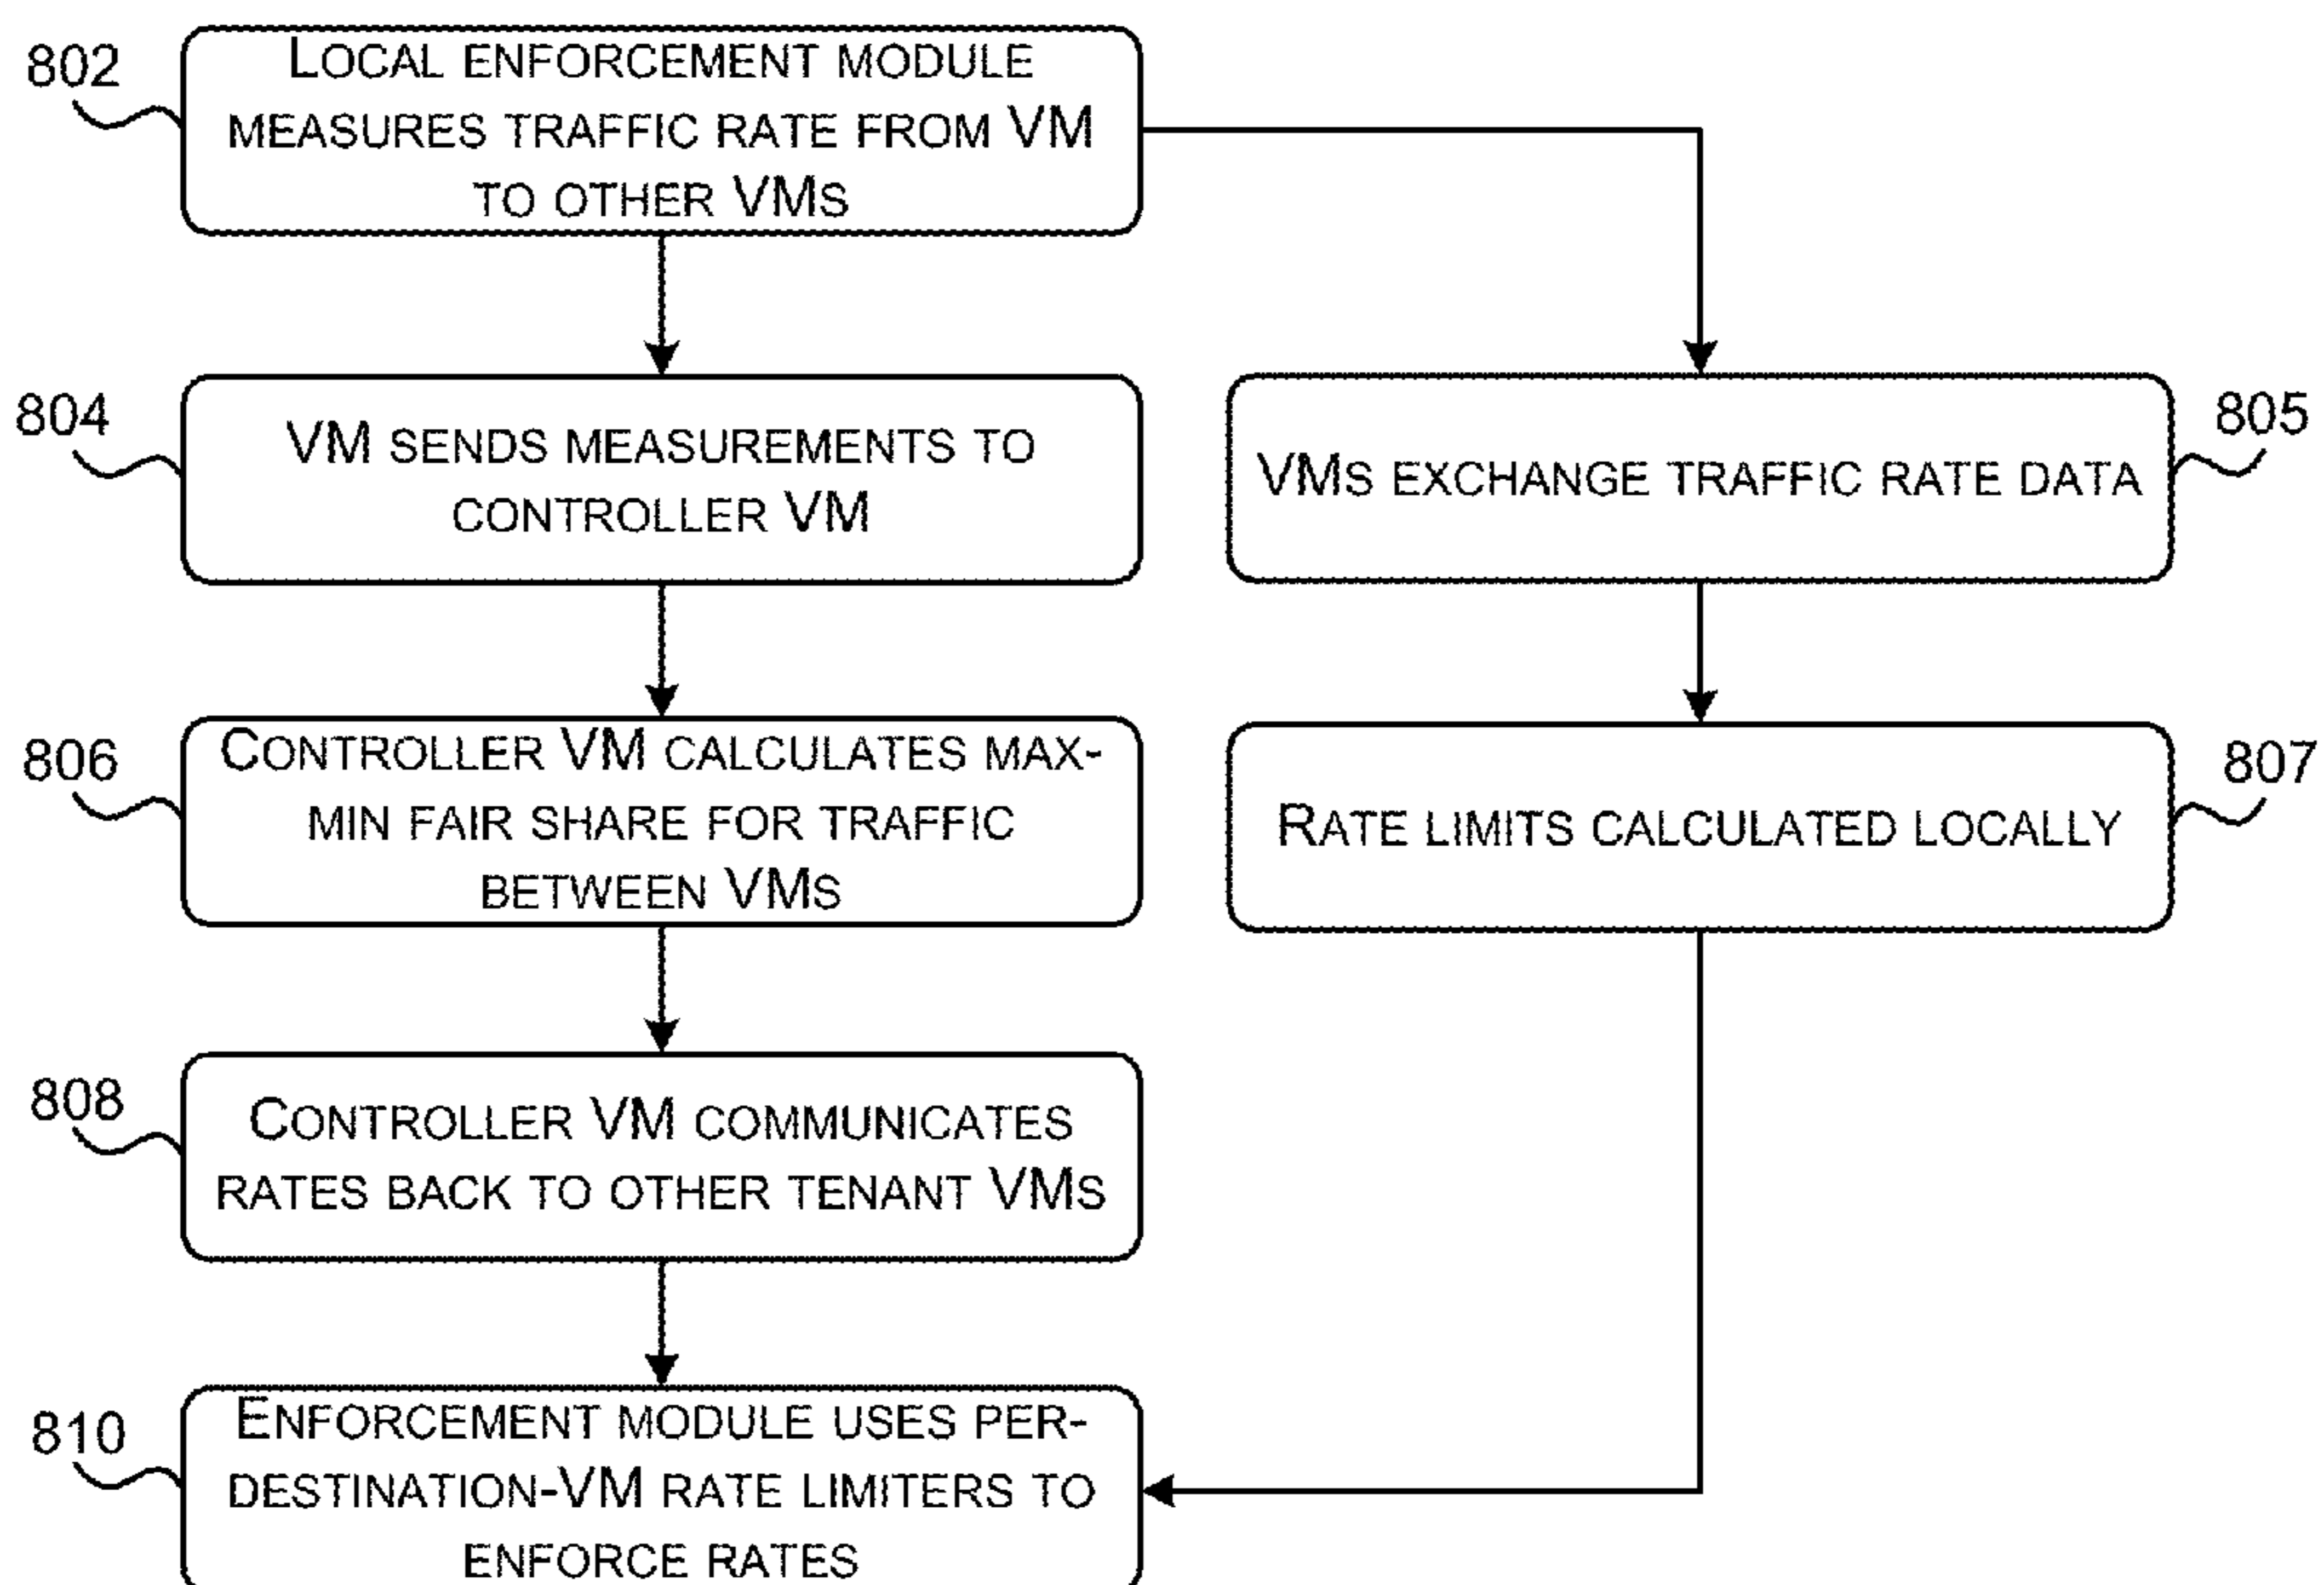 802
LOCAL ENFORCEMENT MODULE
MEASURES TRAFFIC RATE FROM VM
TO OTHER VMS
804
VM SENDS MEASUREMENTS TO
CONTROLLER VM
805
VMS EXCHANGE TRAFFIC RATE DATA
806
CONTROLLER VM CALCULATES MAX-
MIN FAIR SHARE FOR TRAFFIC
BETWEEN VMS
807
RATE LIMITS CALCULATED LOCALLY
808
CONTROLLER VM COMMUNICATES
RATES BACK TO OTHER TENANT VMS
810
ENFORCEMENT MODULE USES PER-
DESTINATION-VM RATE LIMITERS TO
ENFORCE RATES